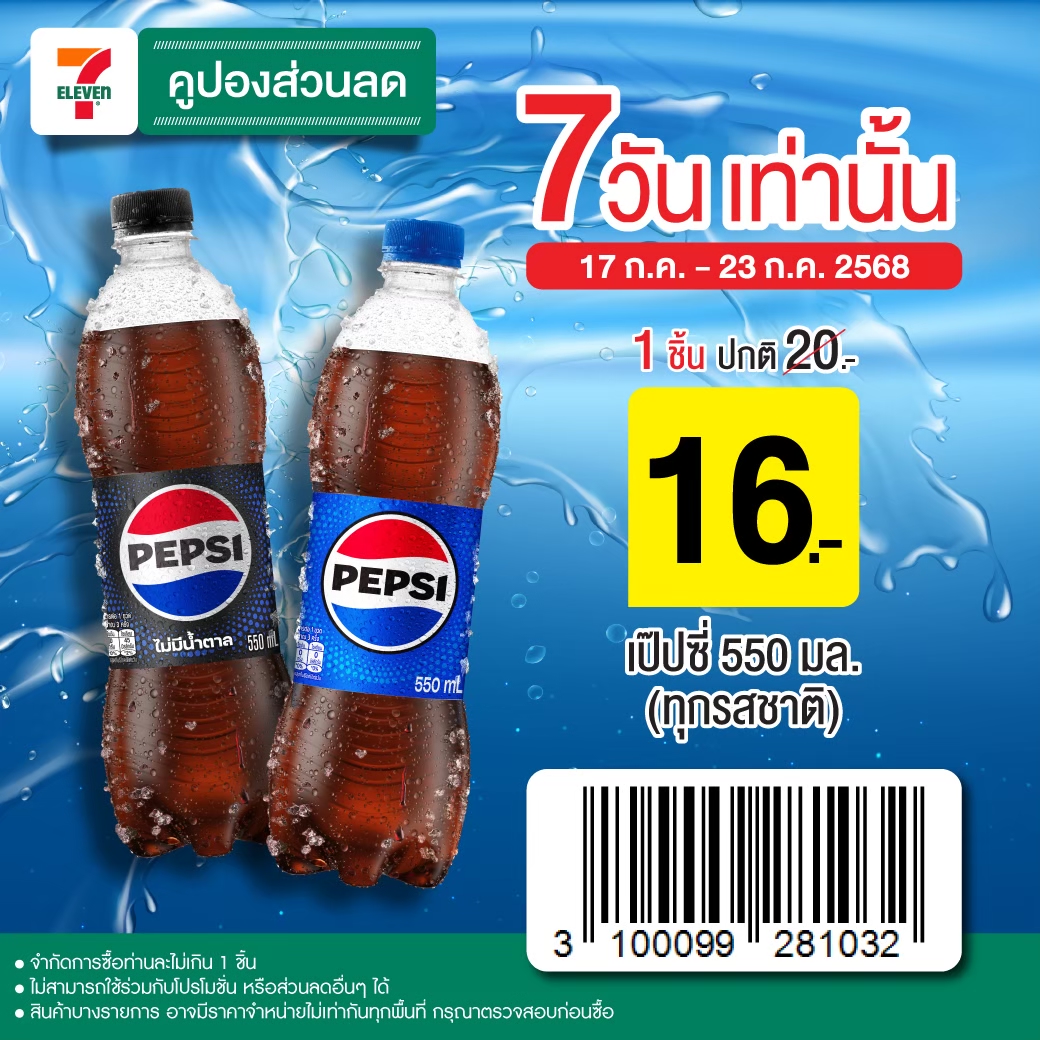 7
ELEVEN
คูปองส่วนลด
7 วัน เท่านั้น
17 ก.ค. - 23 ก.ค. 2568
1 ชิ้น ปกติ 20.-
16.-
PEPSI
ไม่มีน้ำตาล 550 mL
PEPSI
550 mL
เป๊ปซี่ 550 มล.
(ทุกรสชาติ)
3 100099 281032
• จำกัดการซื้อท่านละไม่เกิน 1 ชิ้น
• ไม่สามารถใช้ร่วมกับโปรโมชั่น หรือส่วนลดอื่นๆ ได้
• สินค้าบางรายการ อาจมีราคาจำหน่ายไม่เท่ากันทุกพื้นที่ กรุณาตรวจสอบก่อนซื้อ